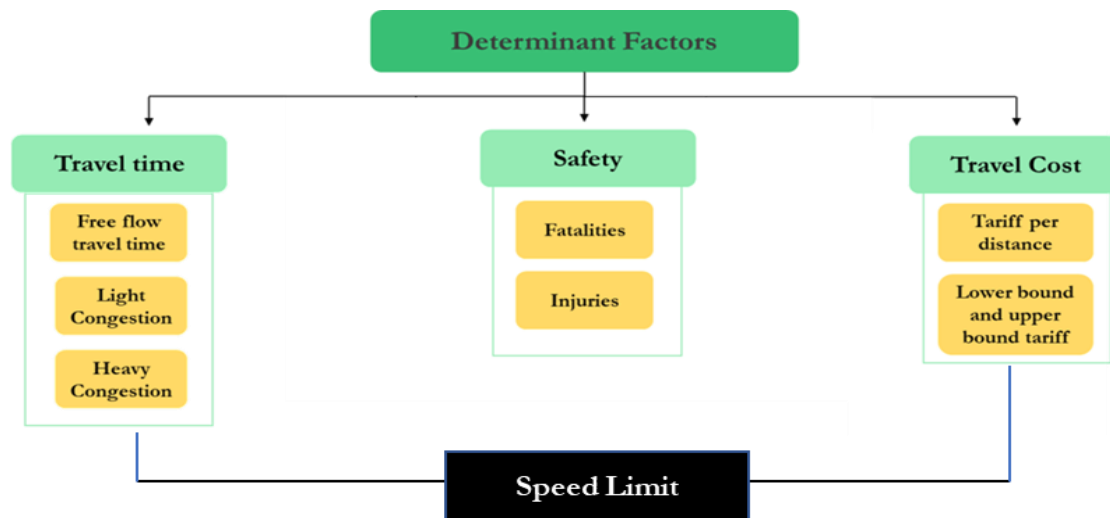 Determinant Factors
Travel time
Free flow
travel time
Light
Congestion
Heavy
Congestion
Safety
Fatalities
Injuries
Travel Cost
Tariff per
distance
Lower bound
and upper
bound tariff
Speed Limit